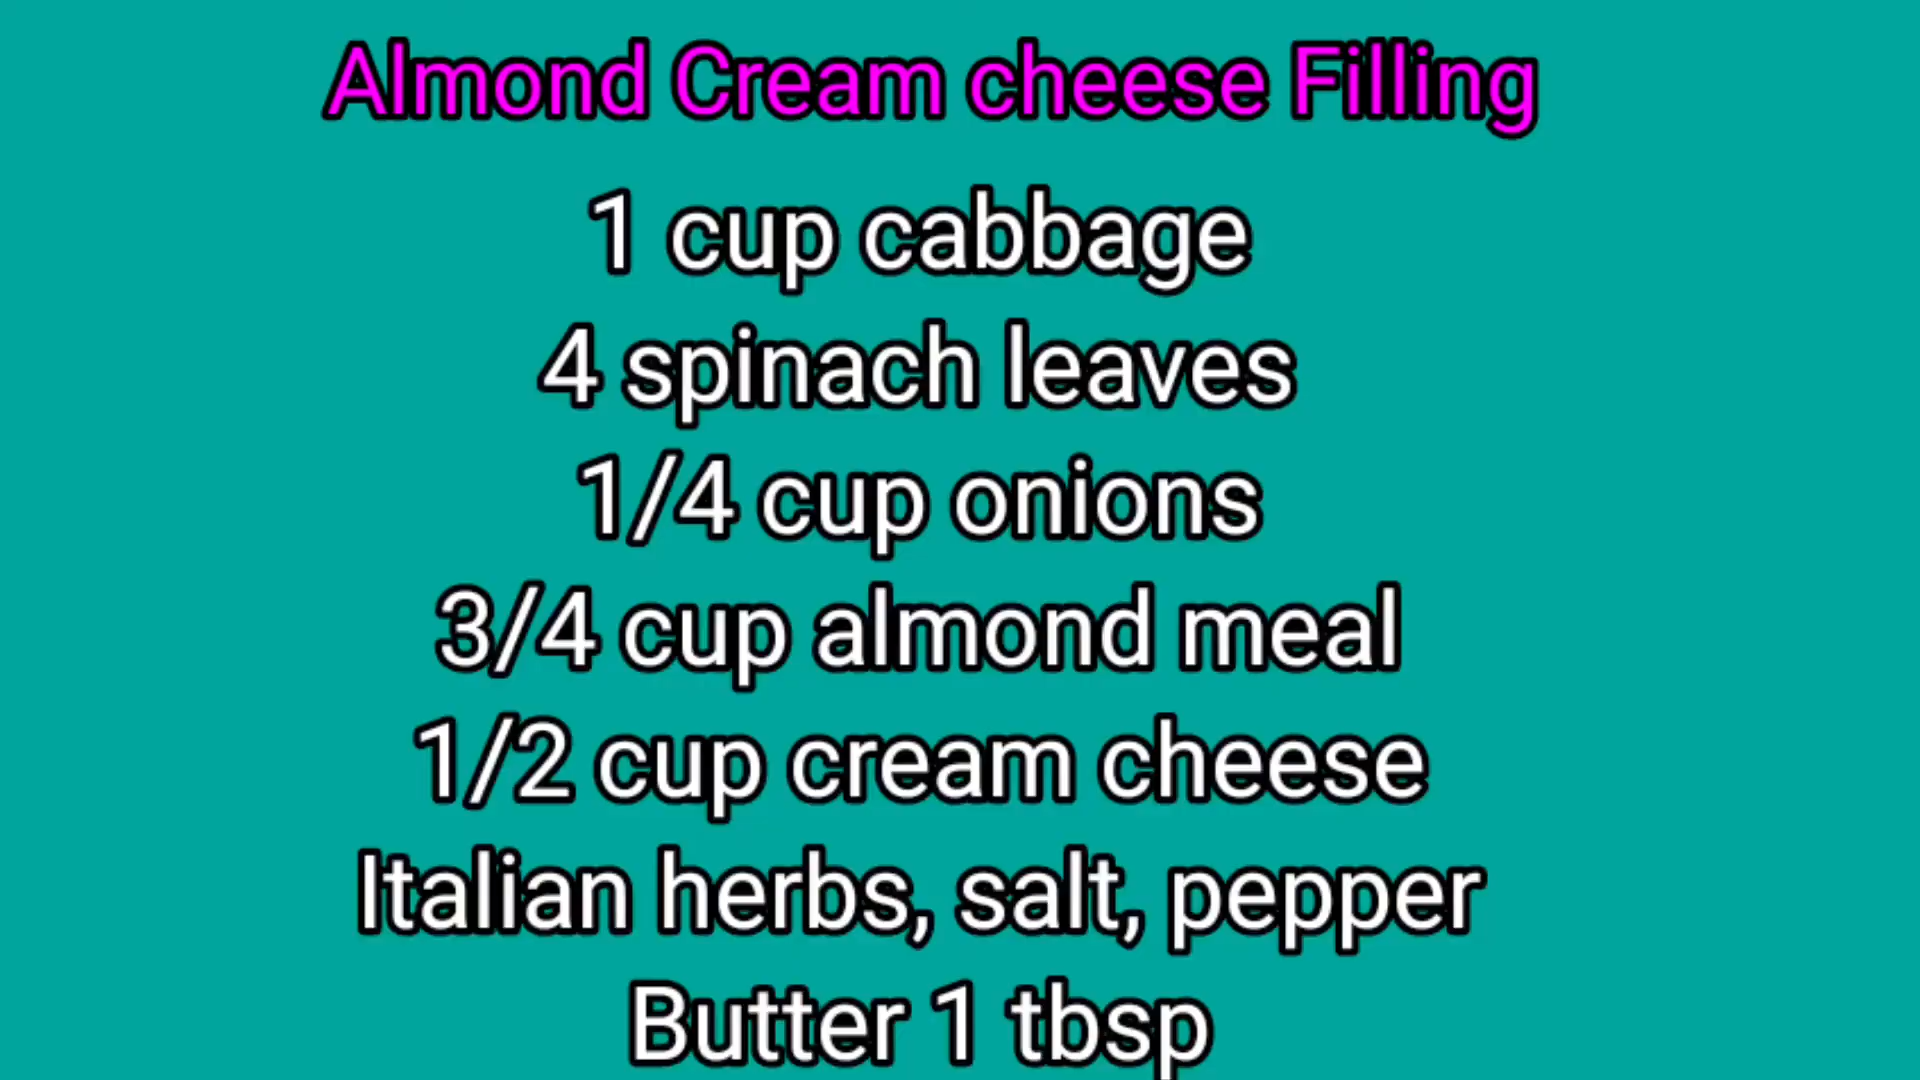 Almond Cream cheese Filling
1 cup cabbage
4 spinach leaves
1/4 cup onions
3/4 cup almond meal
1/2 cup cream cheese
Italian herbs, salt, pepper
Butter 1 tbsp